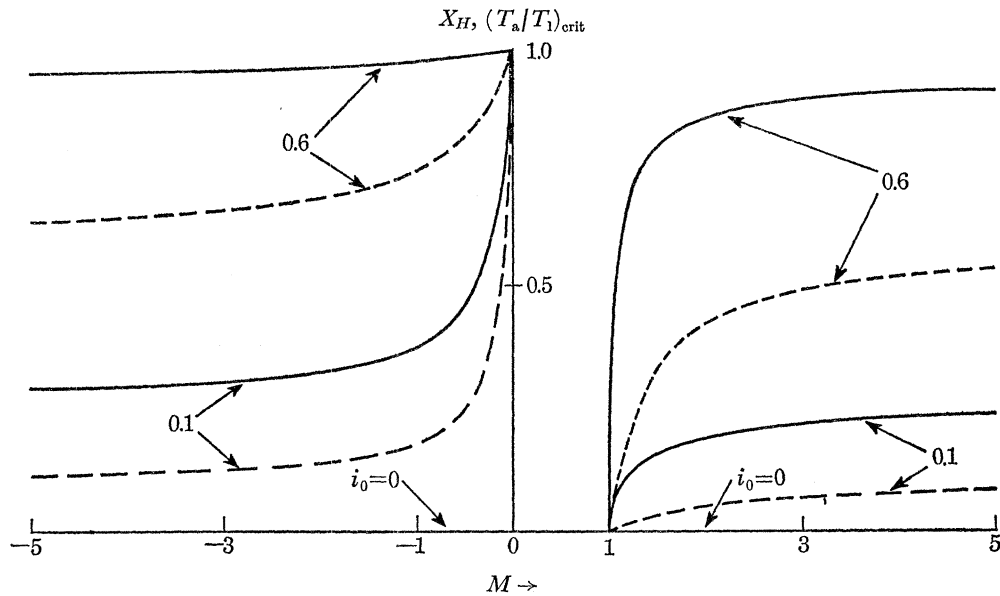 X_H, (T_a/T_1)_crit
1.0
0.6
0.6
0.5
0.1
i_0=0
i_0=0
0.1
−5 −3 −1 0 1 3 5
M →